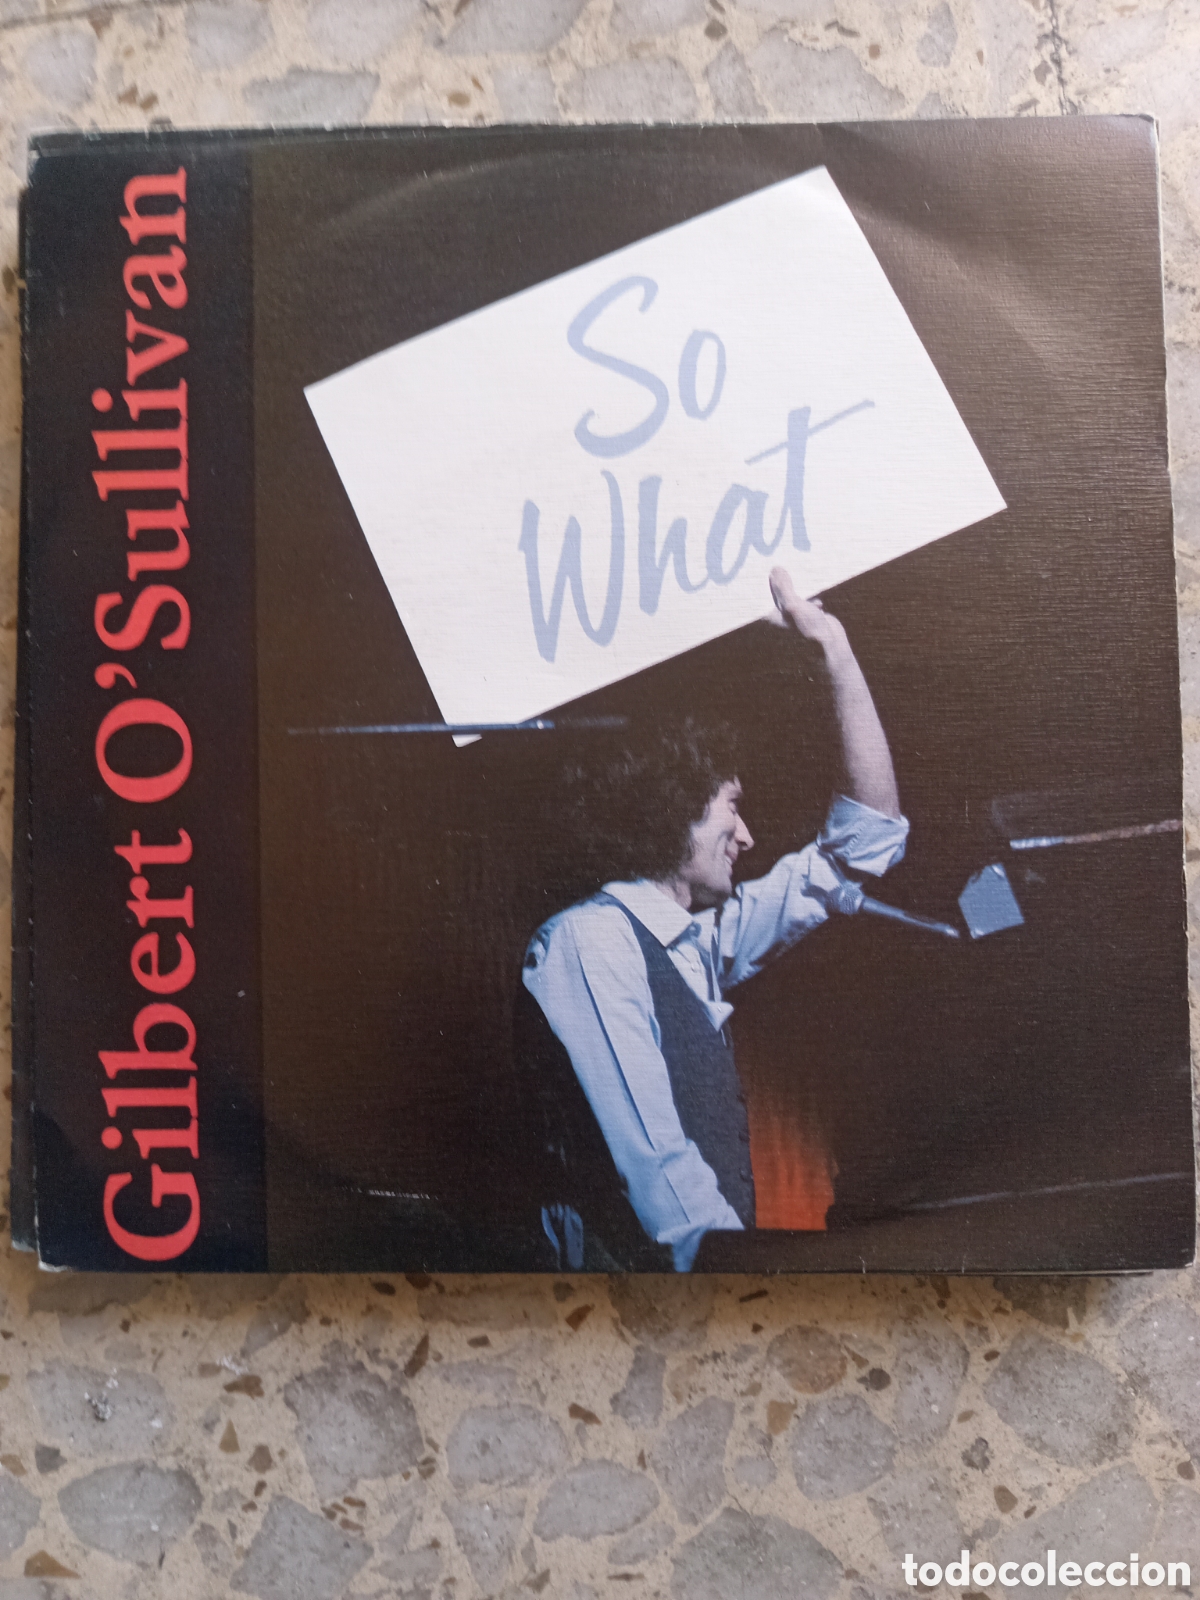 Gilbert O'Sullivan
So
What
todocoleccion